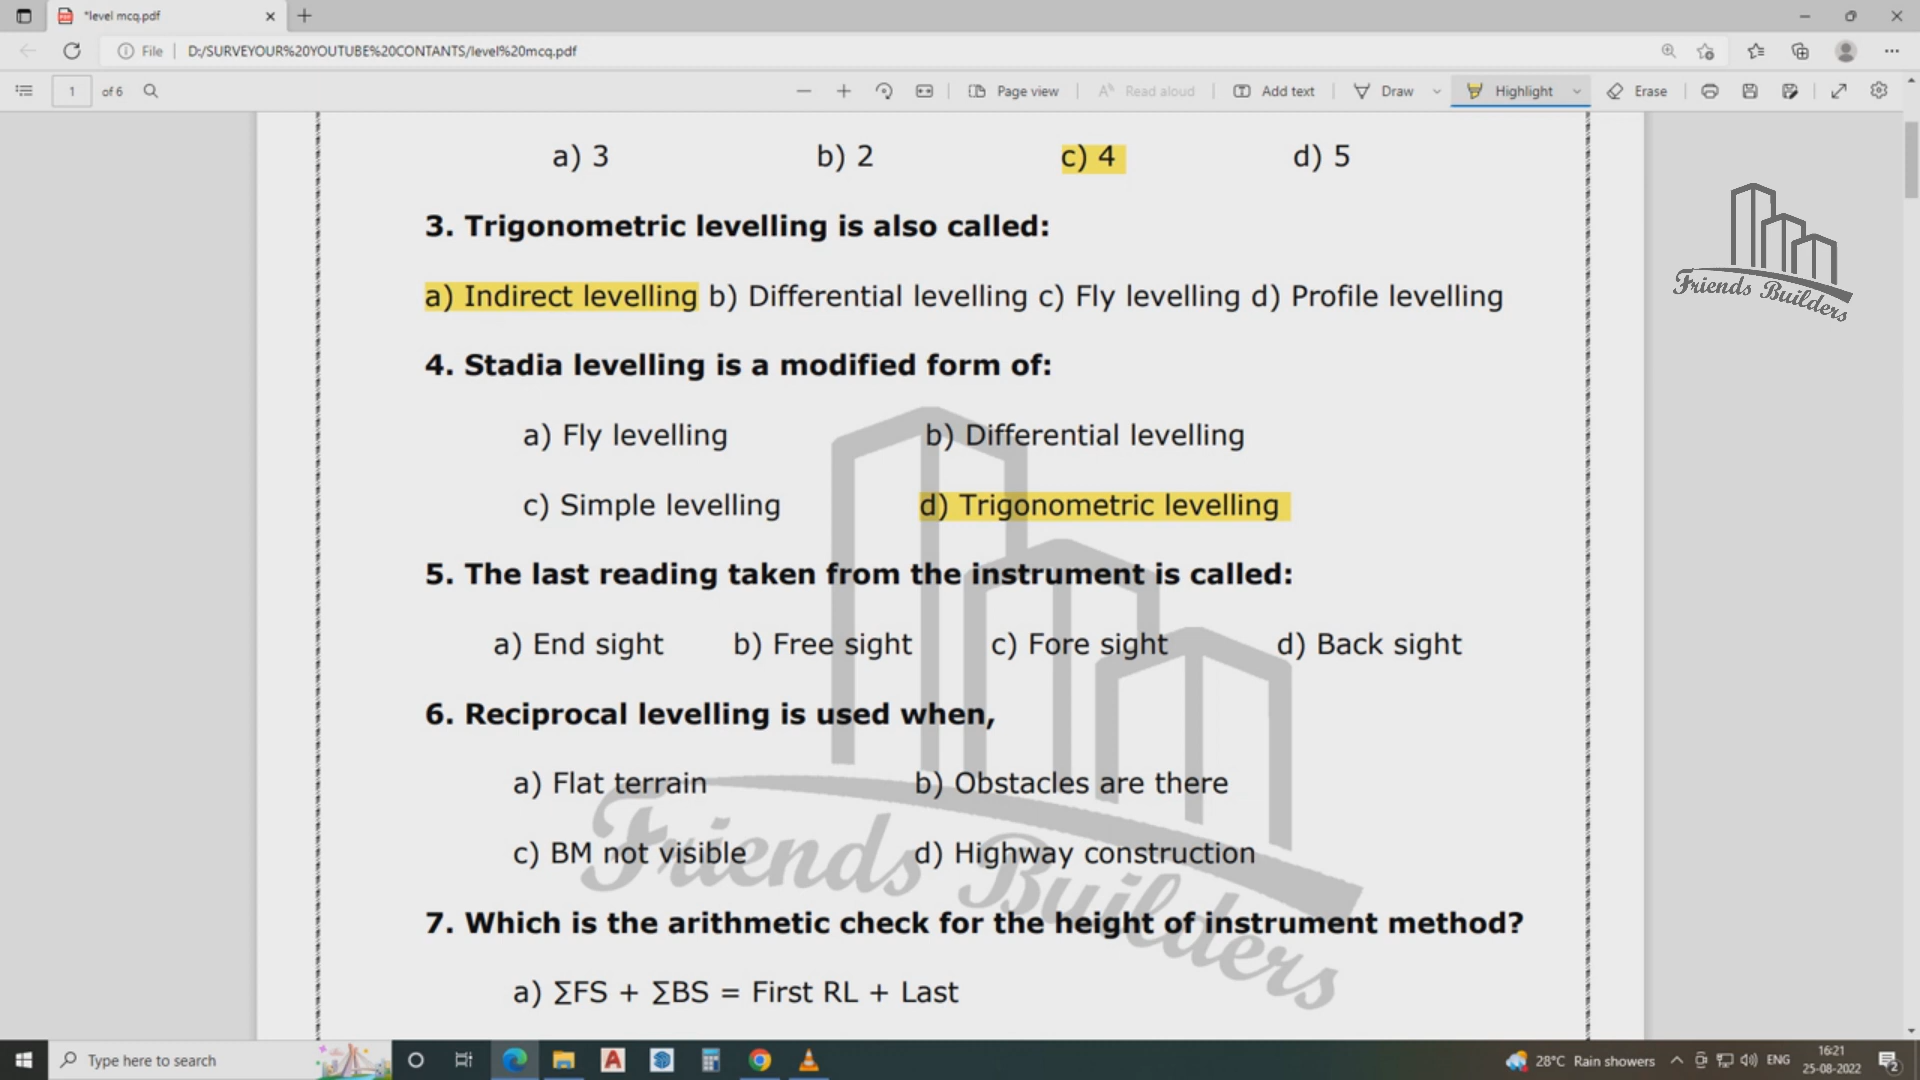 *level mcq.pdf
File D:/SURVEYOUR%20YOUTUBE%20CONTANTS/level%20mcq.pdf
1 of 6 Page view Read aloud Add text Draw Highlight Erase
a) 3 b) 2 c) 4 d) 5
3. Trigonometric levelling is also called:
a) Indirect levelling b) Differential levelling c) Fly levelling d) Profile levelling
4. Stadia levelling is a modified form of:
a) Fly levelling b) Differential levelling
c) Simple levelling d) Trigonometric levelling
5. The last reading taken from the instrument is called:
a) End sight b) Free sight c) Fore sight d) Back sight
6. Reciprocal levelling is used when,
a) Flat terrain b) Obstacles are there
c) BM not visible d) Highway construction
7. Which is the arithmetic check for the height of instrument method?
a) ∑FS + ∑BS = First RL + Last
Friends Builders
Friends Builders
Type here to search
28°C Rain showers ENG 16:21
25-08-2022 2